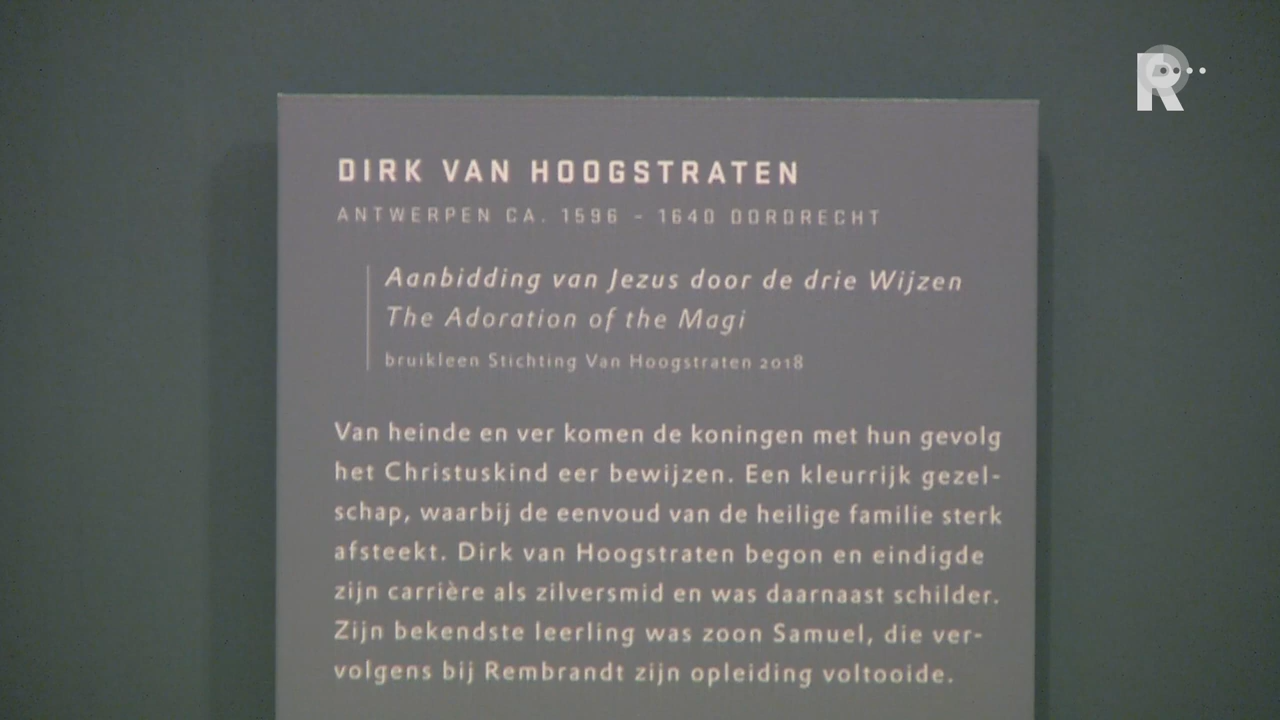 R
DIRK VAN HOOGSTRATEN
ANTWERPEN CA. 1596 - 1640 DORDRECHT
Aanbidding van Jezus door de drie Wijzen
The Adoration of the Magi
bruikleen Stichting Van Hoogstraten 2018
Van heinde en ver komen de koningen met hun gevolg
het Christuskind eer bewijzen. Een kleurrijk gezel-
schap, waarbij de eenvoud van de heilige familie sterk
afsteekt. Dirk van Hoogstraten begon en eindigde
zijn carrière als zilversmid en was daarnaast schilder.
Zijn bekendste leerling was zoon Samuel, die ver-
volgens bij Rembrandt zijn opleiding voltooide.